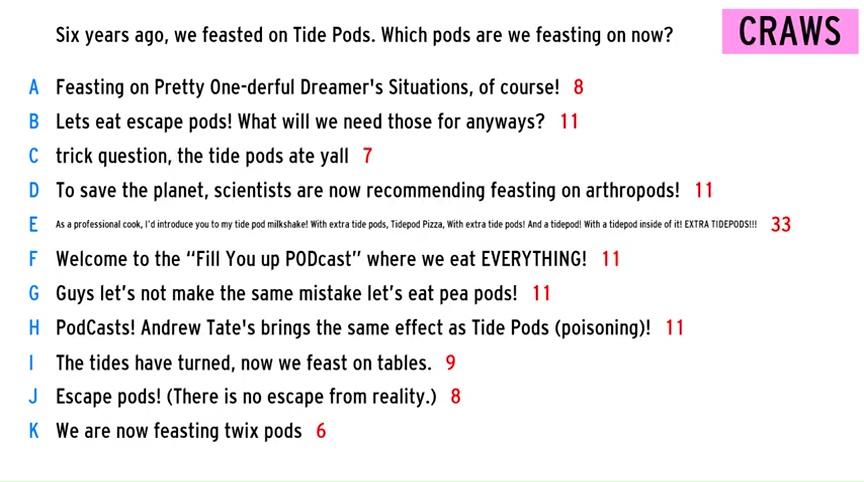 Six years ago, we feasted on Tide Pods. Which pods are we feasting on now?
CRAWS
A Feasting on Pretty One-derful Dreamer's Situations, of course! 8
B Lets eat escape pods! What will we need those for anyways? 11
C trick question, the tide pods ate yall 7
D To save the planet, scientists are now recommending feasting on arthropods! 11
E As a professional cook, I'd introduce you to my tide pod milkshake! With extra tide pods, Tidepod Pizza, With extra tide pods! And a tidepod! With a tidepod inside of it! EXTRA TIDEPODS!!! 33
F Welcome to the “Fill You up PODcast” where we eat EVERYTHING! 11
G Guys let’s not make the same mistake let’s eat pea pods! 11
H PodCasts! Andrew Tate's brings the same effect as Tide Pods (poisoning)! 11
I The tides have turned, now we feast on tables. 9
J Escape pods! (There is no escape from reality.) 8
K We are now feasting twix pods 6